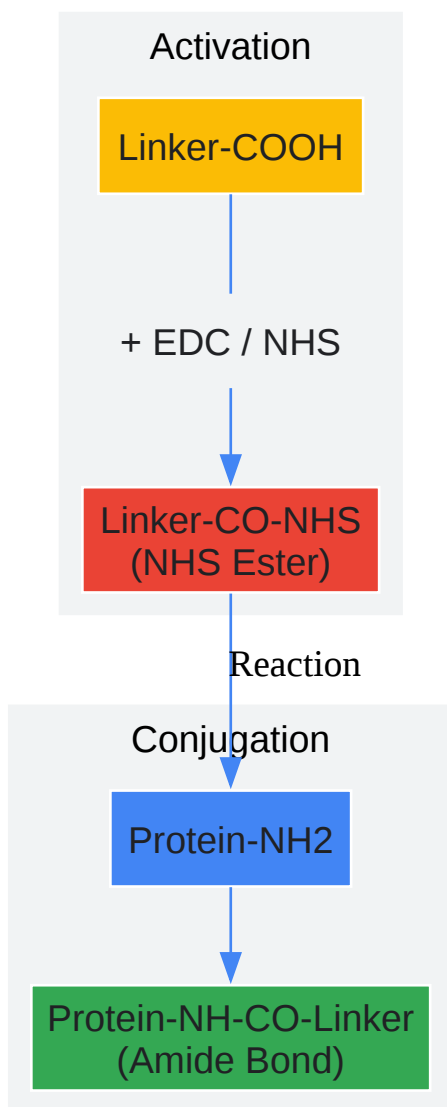 Activation
Linker-COOH
+ EDC / NHS
Linker-CO-NHS
(NHS Ester)
Reaction
Conjugation
Protein-NH2
Protein-NH-CO-Linker
(Amide Bond)